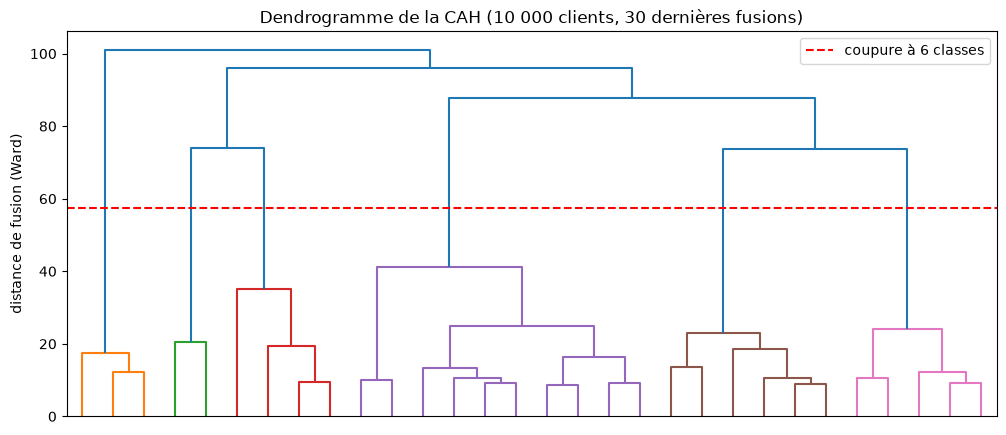 Dendrogramme de la CAH (10 000 clients, 30 dernières fusions)
coupure à 6 classes
distance de fusion (Ward)
100
80
60
40
20
0